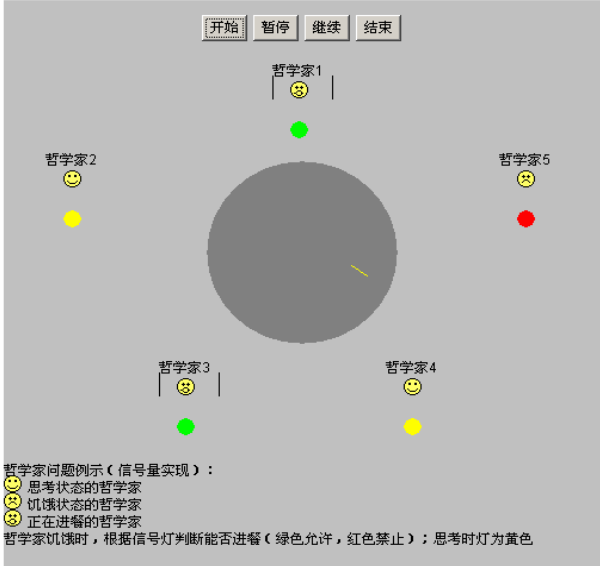 开始 暂停 继续 结束
哲学家1
哲学家2 哲学家5
哲学家3 哲学家4
哲学家问题例示(信号量实现):
思考状态的哲学家
饥饿状态的哲学家
正在进餐的哲学家
哲学家饥饿时,根据信号灯判断能否进餐(绿色允许,红色禁止);思考时灯为黄色